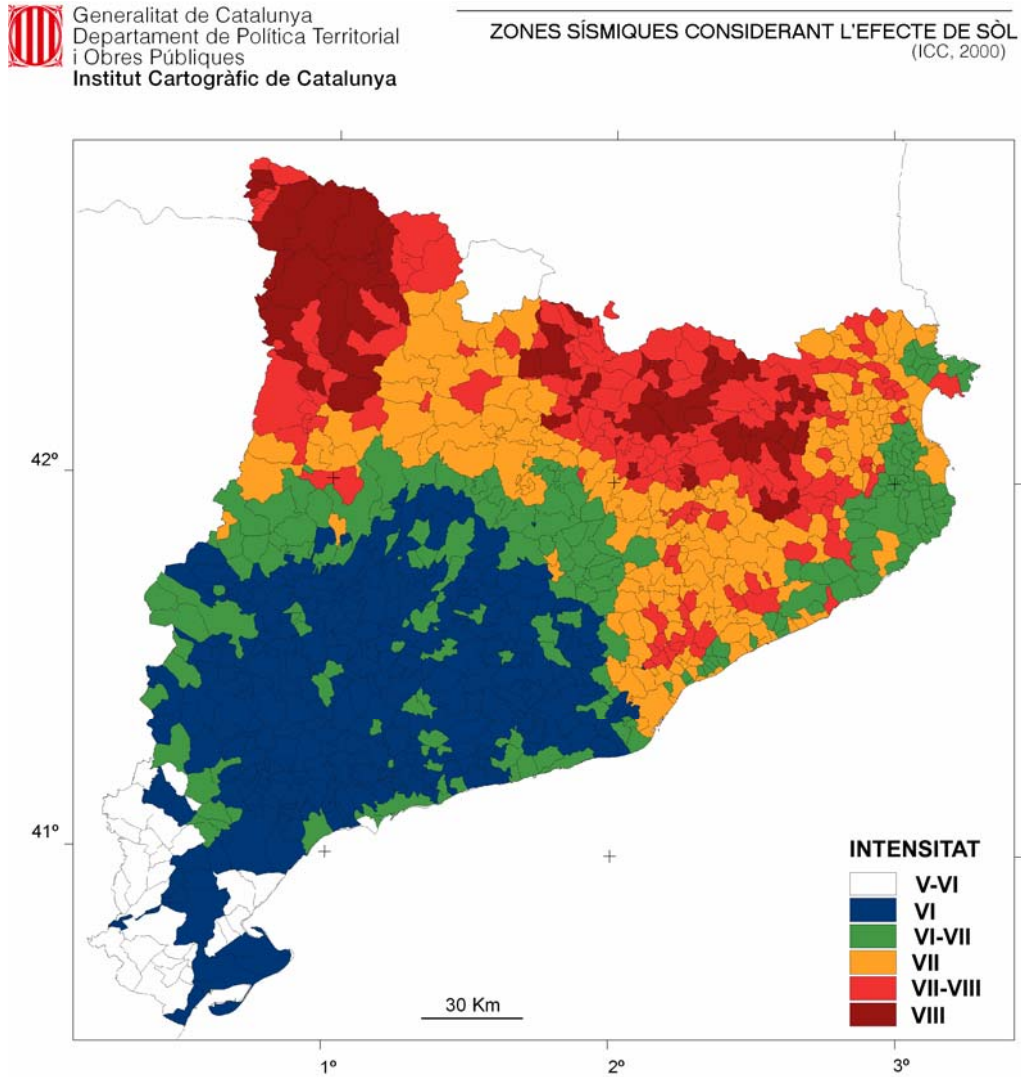 Generalitat de Catalunya
Departament de Política Territorial
i Obres Públiques
Institut Cartogràfic de Catalunya
ZONES SÍSMIQUES CONSIDERANT L'EFECTE DE SÒL
(ICC, 2000)
42º
41º
INTENSITAT
V-VI
VI
VI-VII
VII
VII-VIII
VIII
30 Km
1º
2º
3º